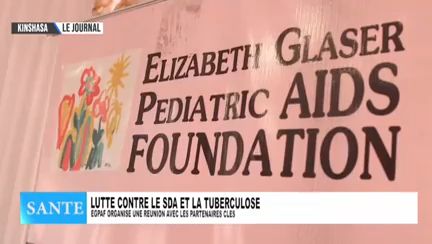 KINSHASA LE JOURNAL
ELIZABETH GLASER
PEDIATRIC AIDS
FOUNDATION
SANTE
LUTTE CONTRE LE SDA ET LA TUBERCULOSE
EGPAF ORGANISE UNE REUNION AVEC LES PARTENAIRES CLES